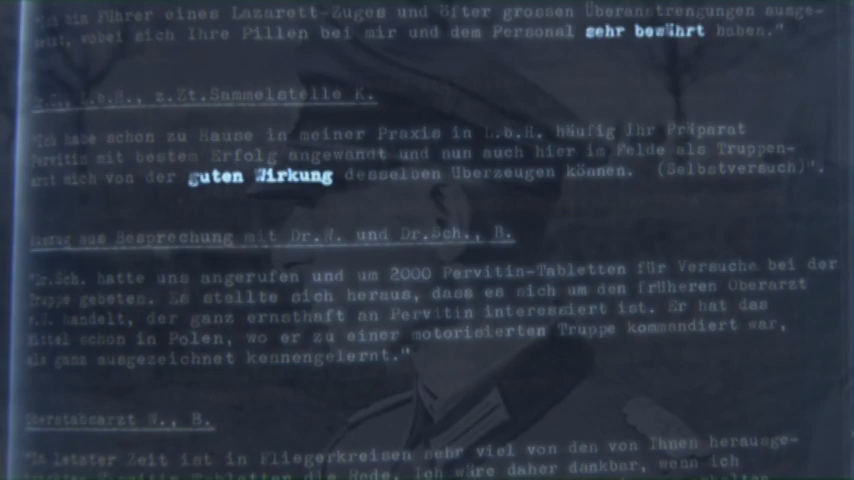 "Ich bin Führer eines Lazarett-Zuges und öfter grossen Überanstrengungen ausge-
setzt, wobei sich Ihre Pillen bei mir und dem Personal sehr bewährt haben."
Dr.G., L.b.H., z.Zt.Sammelstelle K.
"Ich habe schon zu Hause in meiner Praxis in L.b.H. häufig Ihr Präparat
Pervitin mit bestem Erfolg angewandt und nun auch hier im Felde als Truppen-
arzt mich von der guten Wirkung desselben überzeugen können. (Selbstversuch)".
Auszug aus Besprechung mit Dr.W. und Dr.Sch., B.
"Dr.Sch. hatte uns angerufen und um 2000 Pervitin-Tabletten für Versuche bei der
Truppe gebeten. Es stellte sich heraus, dass es sich um den früheren Oberarzt
handelt, der ganz ernsthaft an Pervitin interessiert ist. Er hat das
Mittel schon in Polen, wo er zu einer motorisierten Truppe kommandiert war,
als ganz ausgezeichnet kennengelernt."
Oberstabsarzt W., B.
"In letzter Zeit ist in Fliegerkreisen sehr viel von den von Ihnen herausge-
Tabletten die Rede. Ich wäre daher dankbar, wenn ich